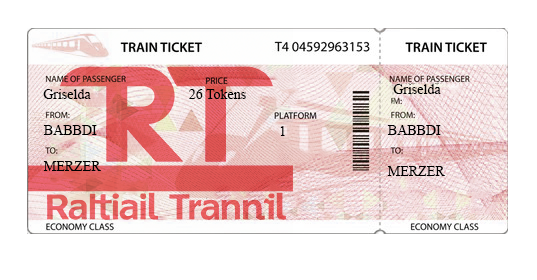 TRAIN TICKET
T4 04592963153
TRAIN TICKET
NAME OF PASSENGER
PRICE
Griselda
26 Tokens
FROM:
PLATFORM
BABBDI
1
TO:
MERZER
RT
Raltiail Trannil
ECONOMY CLASS
NAME OF PASSENGER
Griselda
FM:
FROM:
BABBDI
TO:
MERZER
ECONOMY CLASS